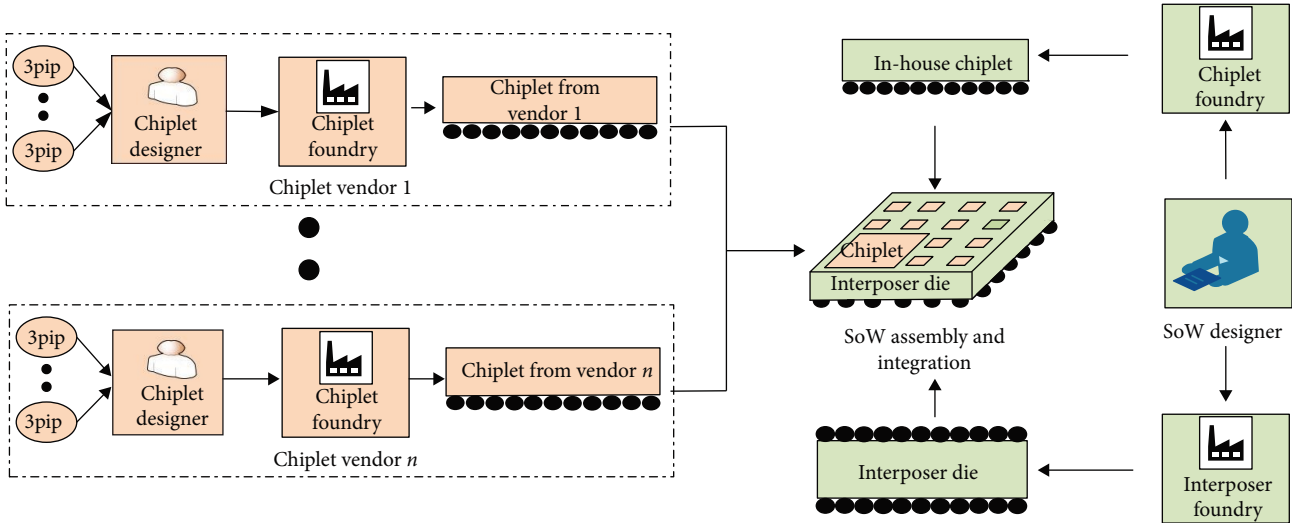 3pip
3pip
Chiplet
designer
Chiplet
foundry
Chiplet from
vendor 1
Chiplet vendor 1
3pip
3pip
Chiplet
designer
Chiplet
foundry
Chiplet from vendor n
Chiplet vendor n
In-house chiplet
Chiplet
foundry
Chiplet
Interposer die
SoW assembly and
integration
SoW designer
Interposer die
Interposer
foundry